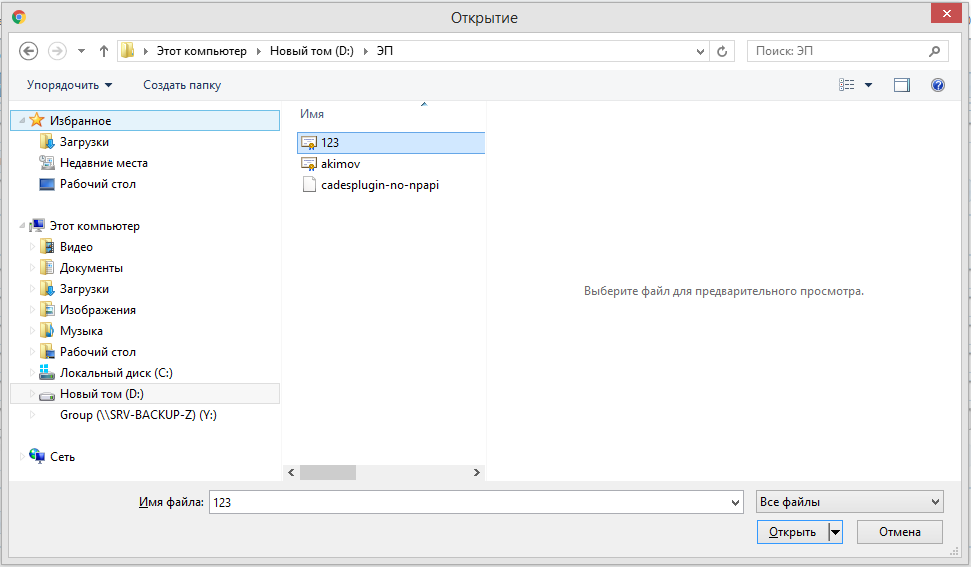 Открытие
Этот компьютер Новый том (D:) ЭП
Поиск: ЭП
Упорядочить Создать папку
Избранное
Загрузки
Недавние места
Рабочий стол
Этот компьютер
Видео
Документы
Загрузки
Изображения
Музыка
Рабочий стол
Локальный диск (C:)
Новый том (D:)
Group (\\SRV-BACKUP-Z) (Y:)
Сеть
Имя
123
akimov
cadesplugin-no-npapi
Выберите файл для предварительного просмотра.
Имя файла: 123
Все файлы
Открыть Отмена